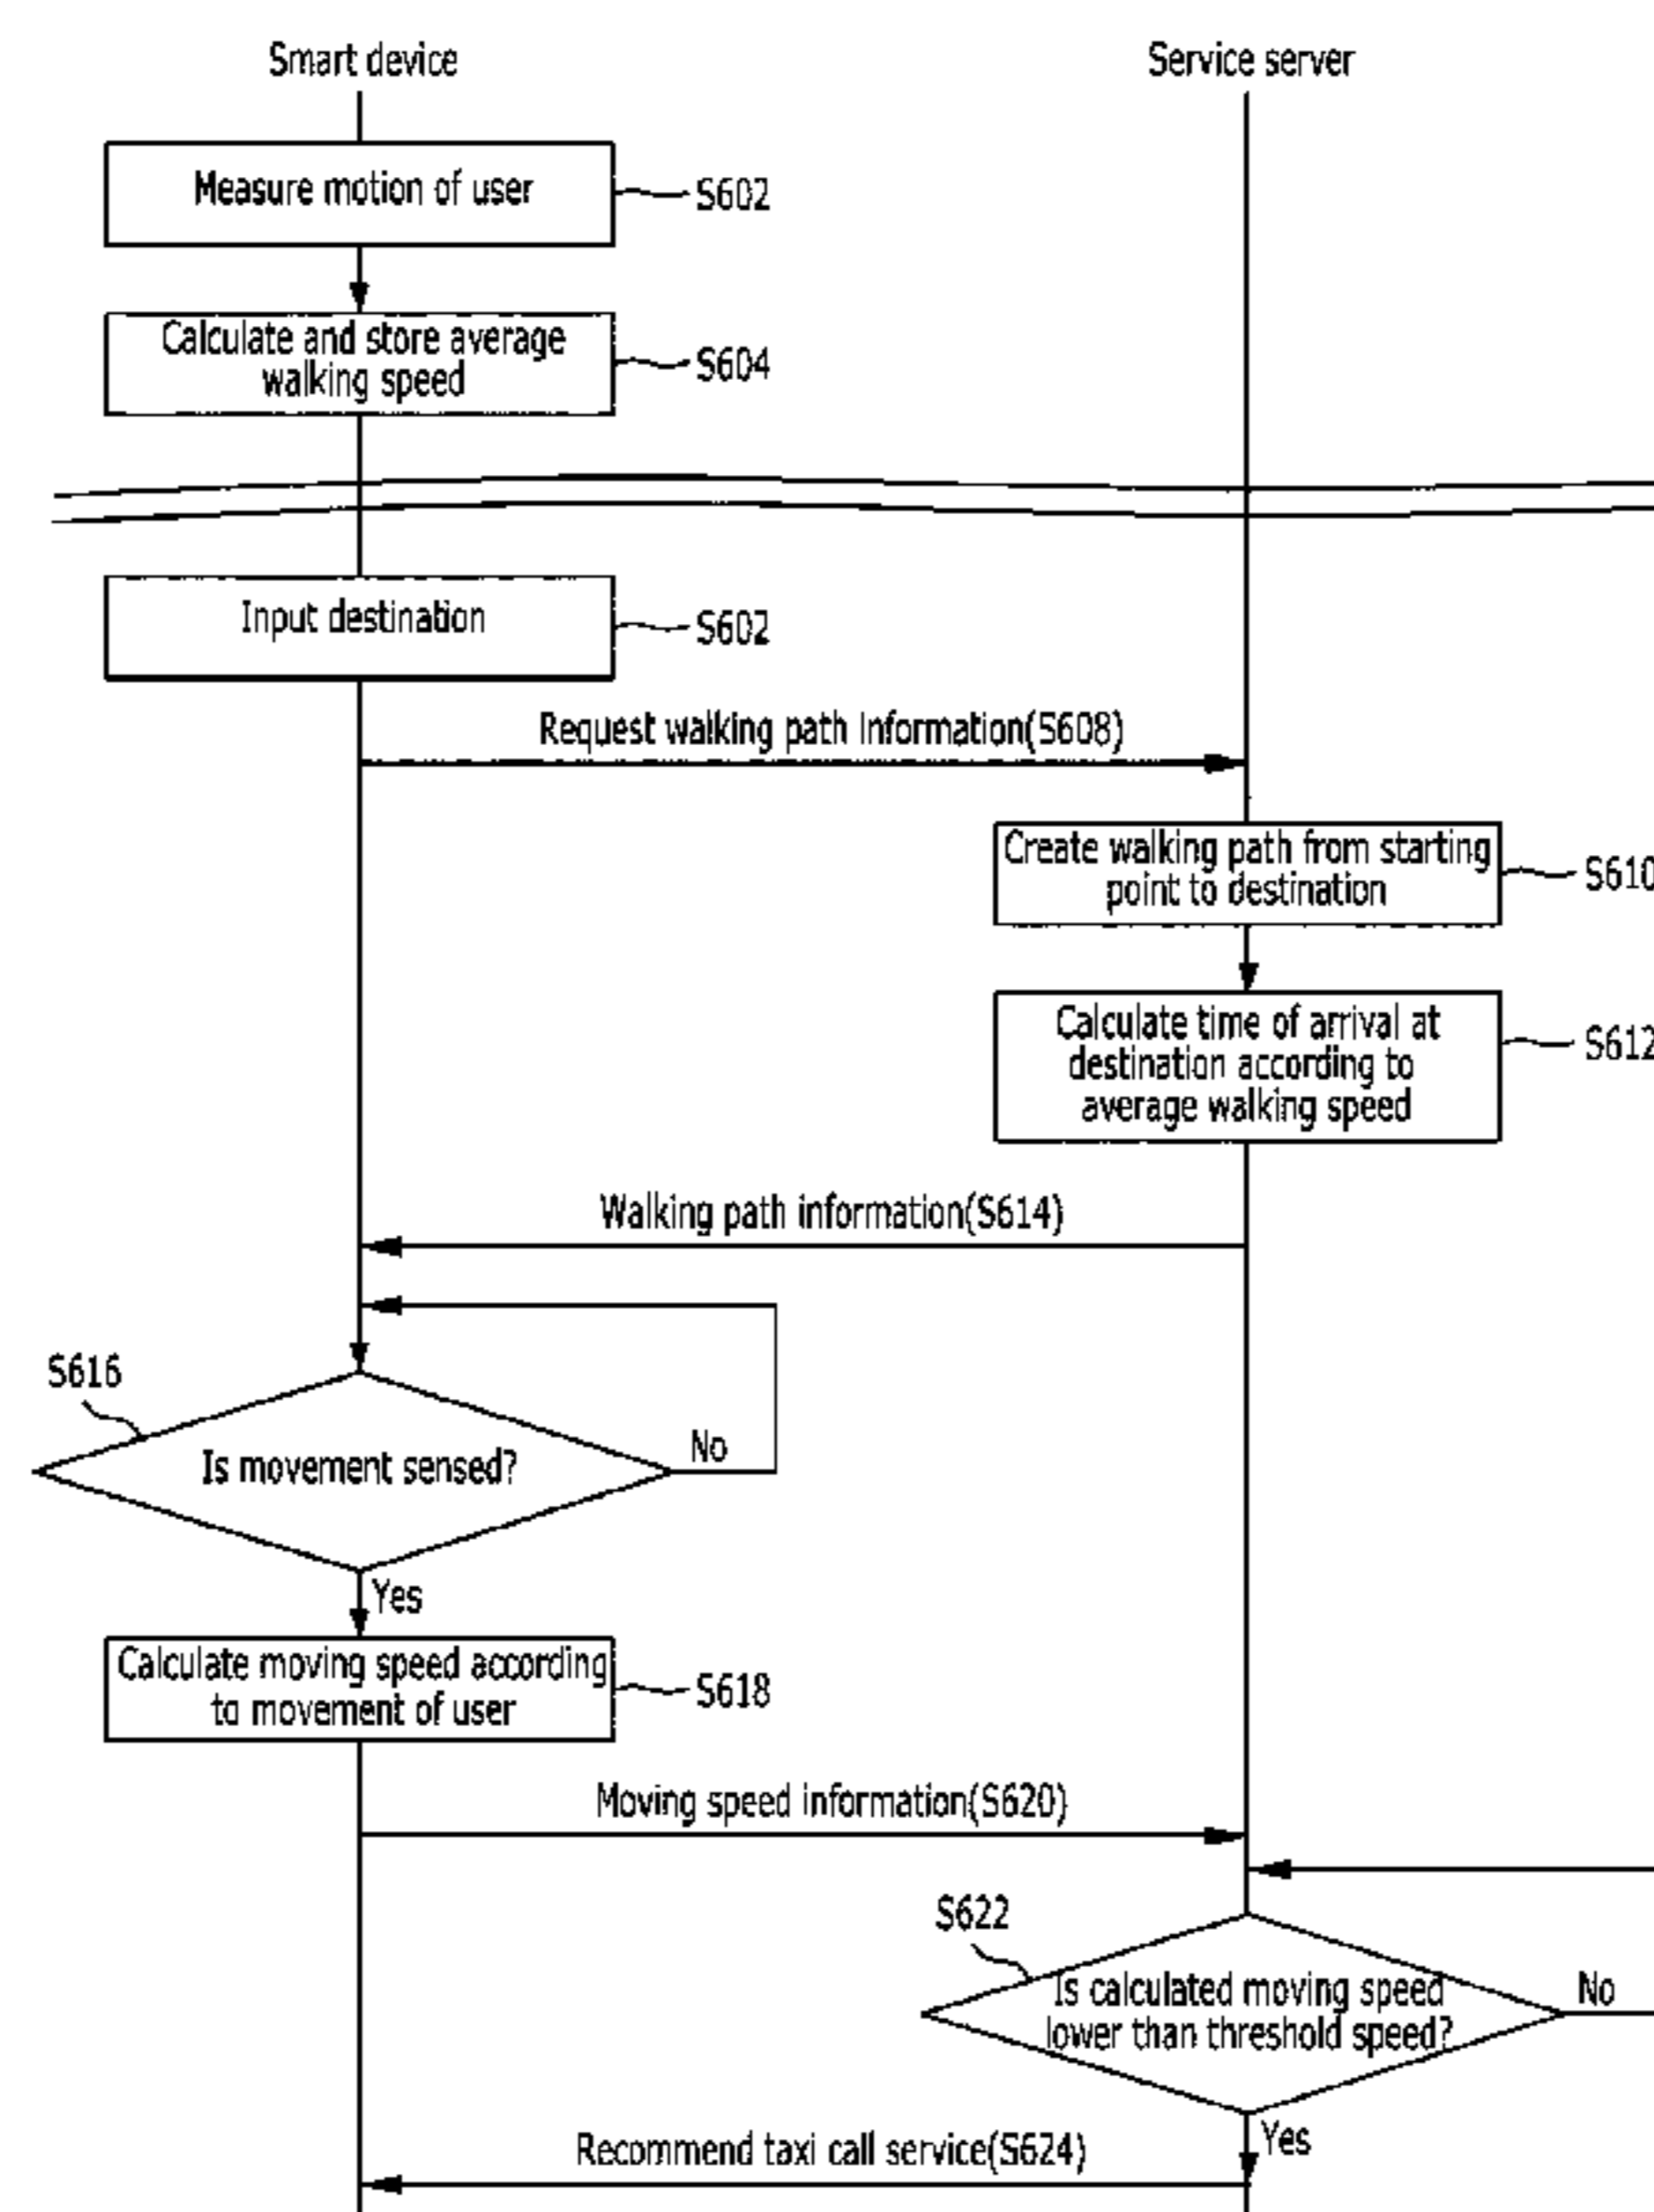 Smart device
Service server
Measure motion of user
S602
Calculate and store average
walking speed
S604
Input destination
S602
Request walking path information(S608)
Create walking path from starting
point to destination
S610
Calculate time of arrival at
destination according to
average walking speed
S612
Walking path information(S614)
S616
Is movement sensed?
No
Yes
Calculate moving speed according
to movement of user
S618
Moving speed information(S620)
S622
Is calculated moving speed
lower than threshold speed?
No
Yes
Recommend taxi call service(S624)